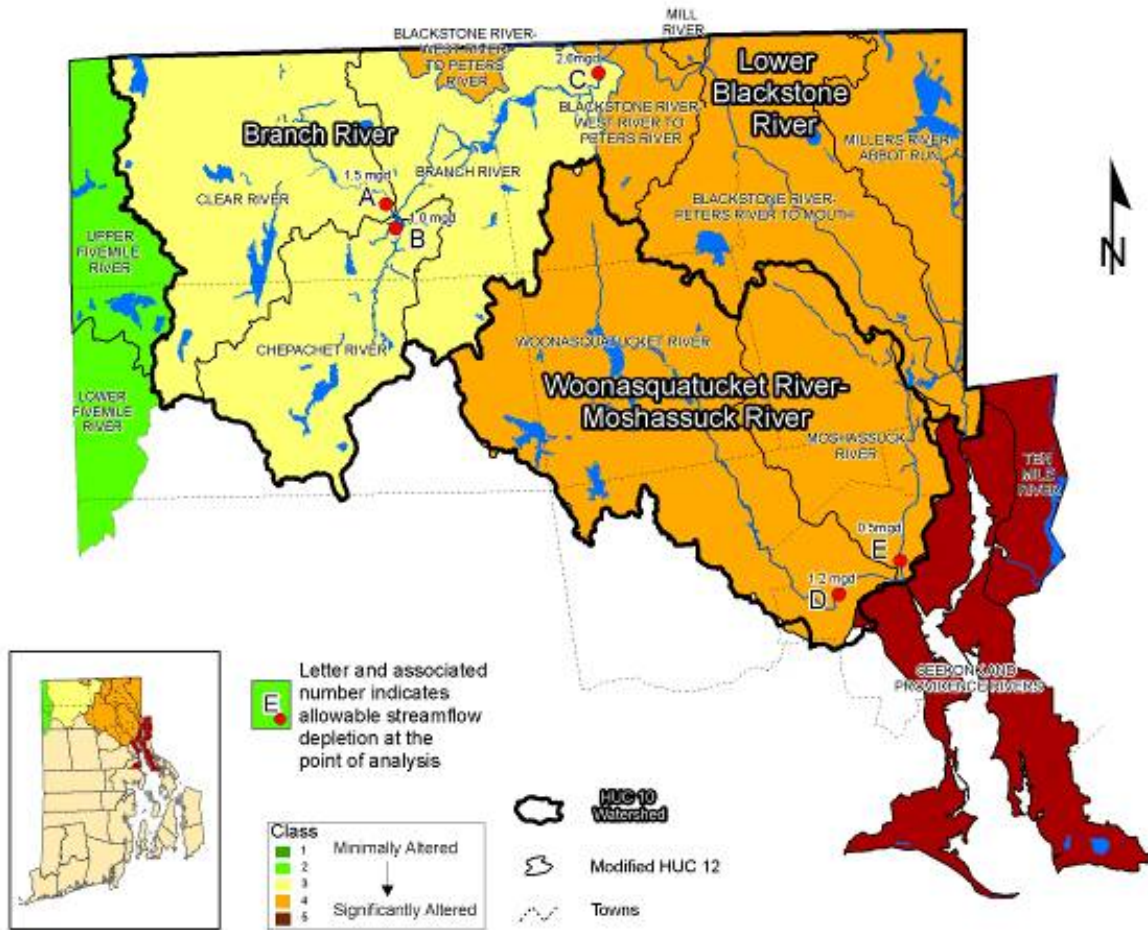 MILL
RIVER
BLACKSTONE RIVER-
WEST RIVER-
TO PETERS
RIVER
2.6mgd
C
Lower
Blackstone
River
BLACKSTONE RIVER-
WEST RIVER TO
PETERS RIVER
Branch River
MILLERS RIVER-
ABBOT RUN
BRANCH RIVER
1.5 mgd
CLEAR RIVER
A
BLACKSTONE RIVER-
PETERS RIVER TO MOUTH
1.0 mgd
B
N
UPPER
FIVEMILE
RIVER
WOONASQUATUCKET RIVER
CHEPACHET RIVER
Woonasquatucket River-
Moshassuck River
LOWER
FIVEMILE
RIVER
MOSHASSUCK
RIVER
TEN
MILE
RIVER
0.5mgd
E
1.2 mgd
D
SEEKONK AND
PROVIDENCE RIVERS
Letter and associated
number indicates
allowable streamflow
depletion at the
point of analysis
E
HUC 10
Watershed
Class
1
2
3
4
5
Minimally Altered
Significantly Altered
Modified HUC 12
Towns